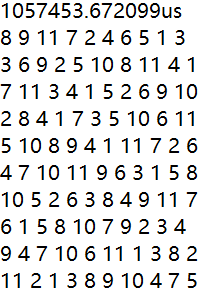 1057453.672099us
8 9 11 7 2 4 6 5 1 3
3 6 9 2 5 10 8 11 4 1
7 11 3 4 1 5 2 6 9 10
2 8 4 1 7 3 5 10 6 11
5 10 8 9 4 1 11 7 2 6
4 7 10 11 9 6 3 1 5 8
10 5 2 6 3 8 4 9 11 7
6 1 5 8 10 7 9 2 3 4
9 4 7 10 6 11 1 3 8 2
11 2 1 3 8 9 10 4 7 5